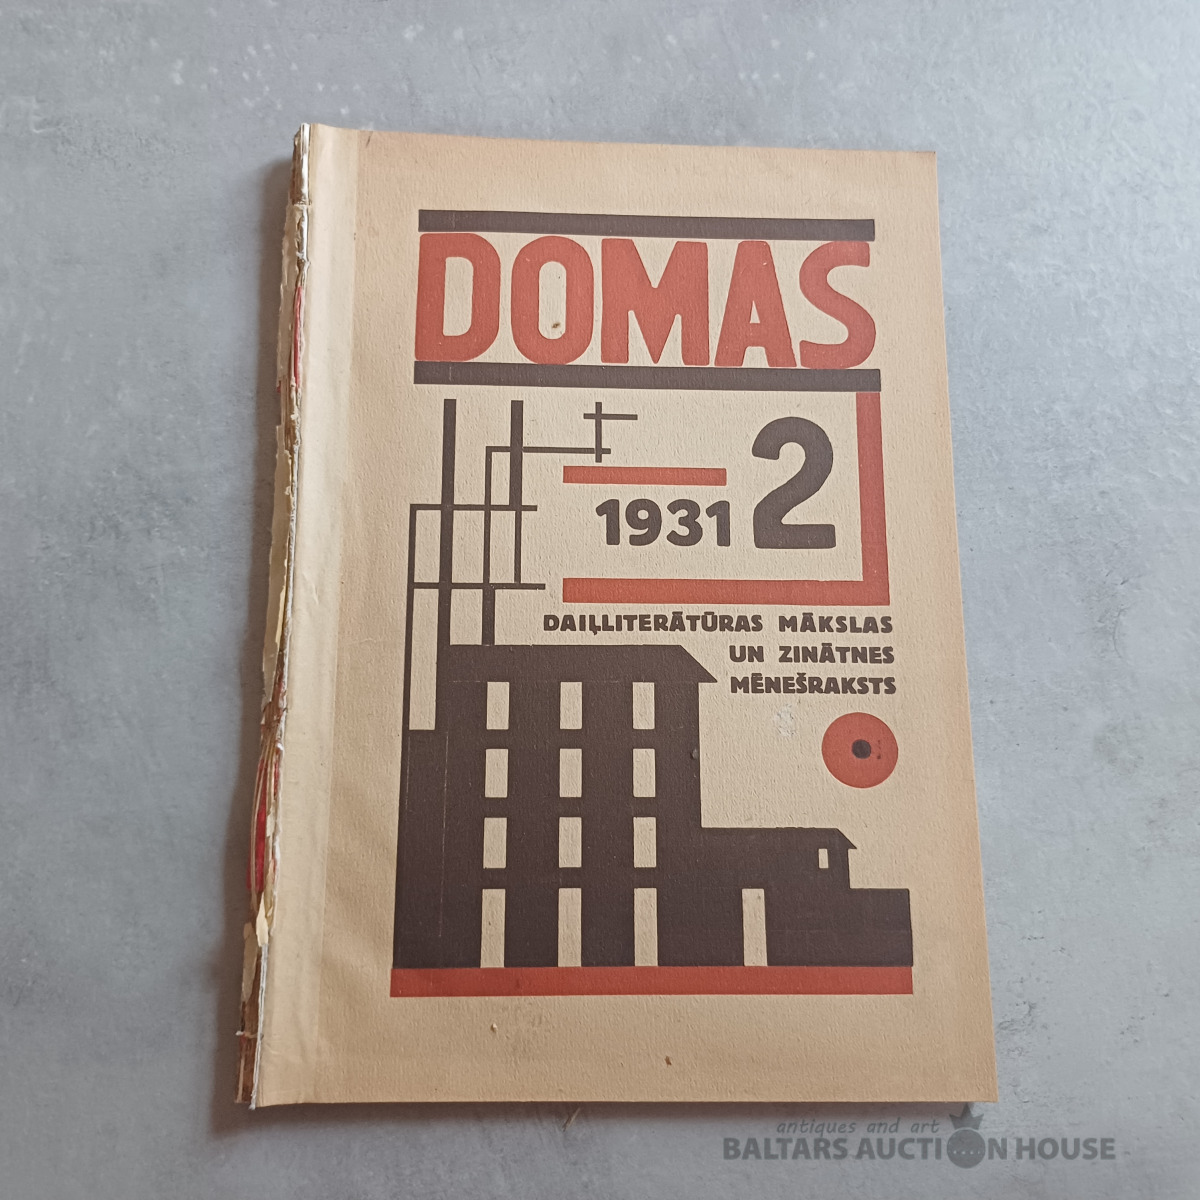 DOMAS
1931 2
DAIĻLITERĀTŪRAS MĀKSLAS
UN ZINĀTNES
MĒNEŠRAKSTS
antiques and art
BALTARS AUCTION HOUSE